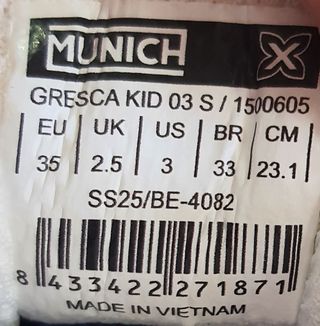 MUNICH
GRESCA KID 03 S / 1500605
EU UK US BR CM
35 2.5 3 33 23.1
SS25/BE-4082
8 433422 271871
MADE IN VIETNAM